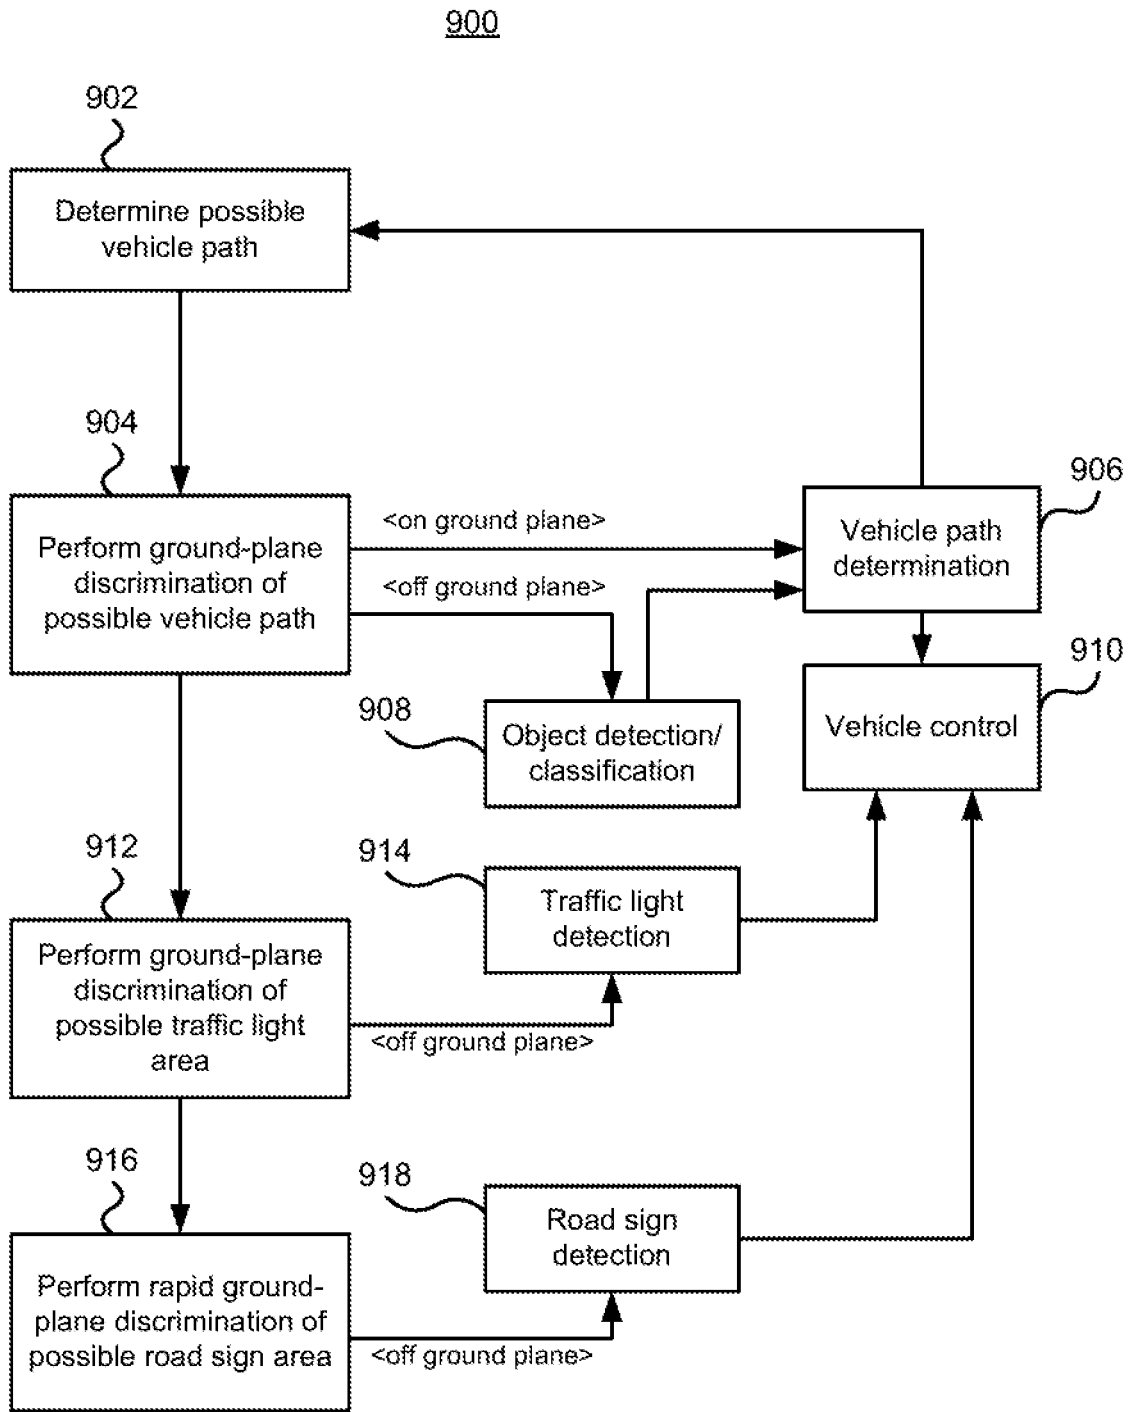 900
902
Determine possible
vehicle path
904
Perform ground-plane
discrimination of
possible vehicle path
<on ground plane>
<off ground plane>
906
Vehicle path
determination
908
Object detection/
classification
910
Vehicle control
912
Perform ground-plane
discrimination of
possible traffic light
area
<off ground plane>
914
Traffic light
detection
916
Perform rapid ground-
plane discrimination of
possible road sign area
<off ground plane>
918
Road sign
detection